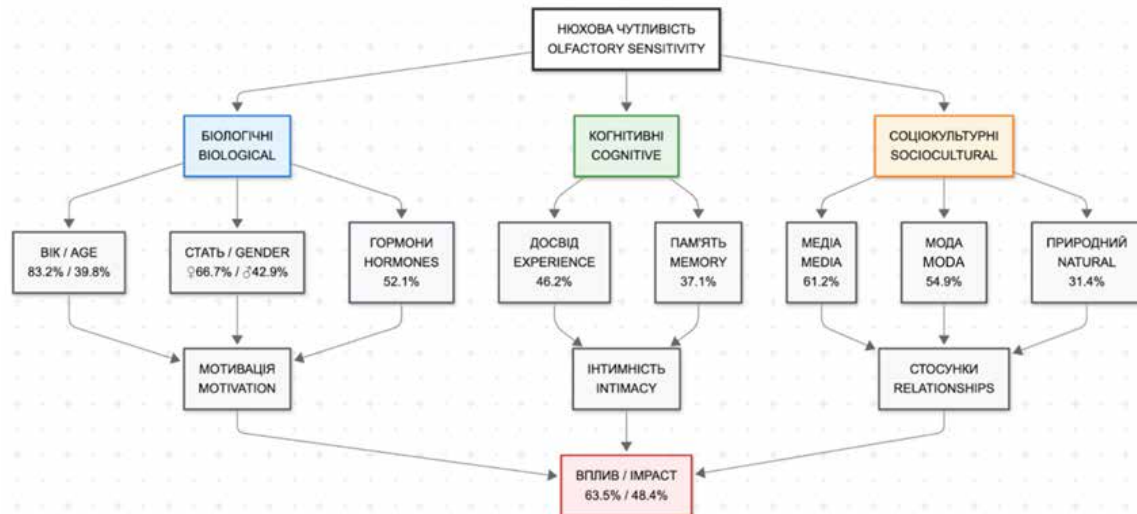 НЮХОВА ЧУТЛИВІСТЬ
OLFACTORY SENSITIVITY
БІОЛОГІЧНІ
BIOLOGICAL
КОГНІТИВНІ
COGNITIVE
СОЦІОКУЛЬТУРНІ
SOCIOCULTURAL
ВІК / AGE
83.2% / 39.8%
СТАТЬ / GENDER
♀66.7% / ♂42.9%
ГОРМОНИ
HORMONES
52.1%
ДОСВІД
EXPERIENCE
46.2%
ПАМ'ЯТЬ
MEMORY
37.1%
МЕДІА
MEDIA
61.2%
МОДА
MODA
54.9%
ПРИРОДНИЙ
NATURAL
31.4%
МОТИВАЦІЯ
MOTIVATION
ІНТИМНІСТЬ
INTIMACY
СТОСУНКИ
RELATIONSHIPS
ВПЛИВ / IMPACT
63.5% / 48.4%